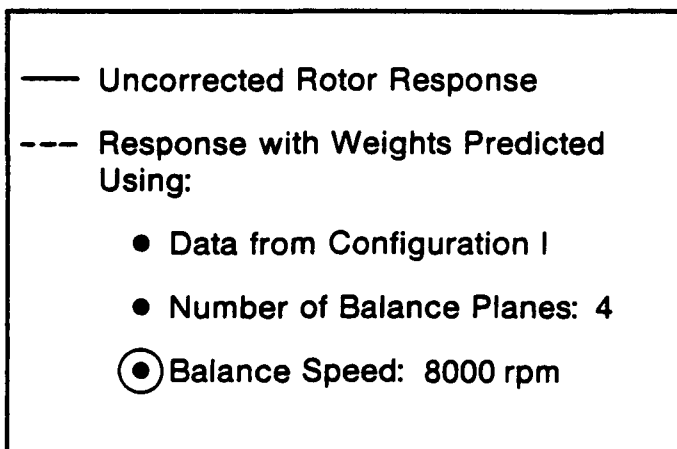 Uncorrected Rotor Response
Response with Weights Predicted
Using:
● Data from Configuration I
● Number of Balance Planes: 4
● Balance Speed: 8000 rpm